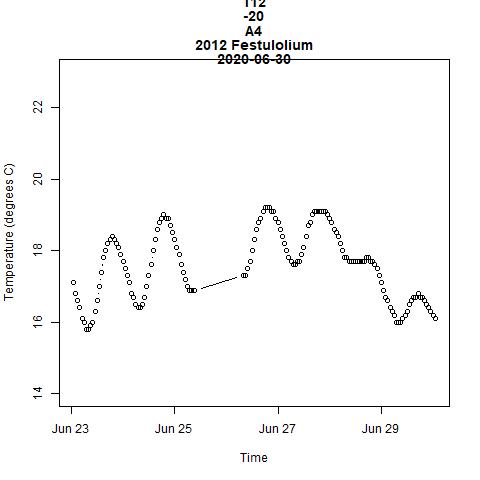 T12
-20
A4
2012 Festulolium
2020-06-30
Temperature (degrees C)
22
20
18
16
14
Jun 23 Jun 25 Jun 27 Jun 29
Time